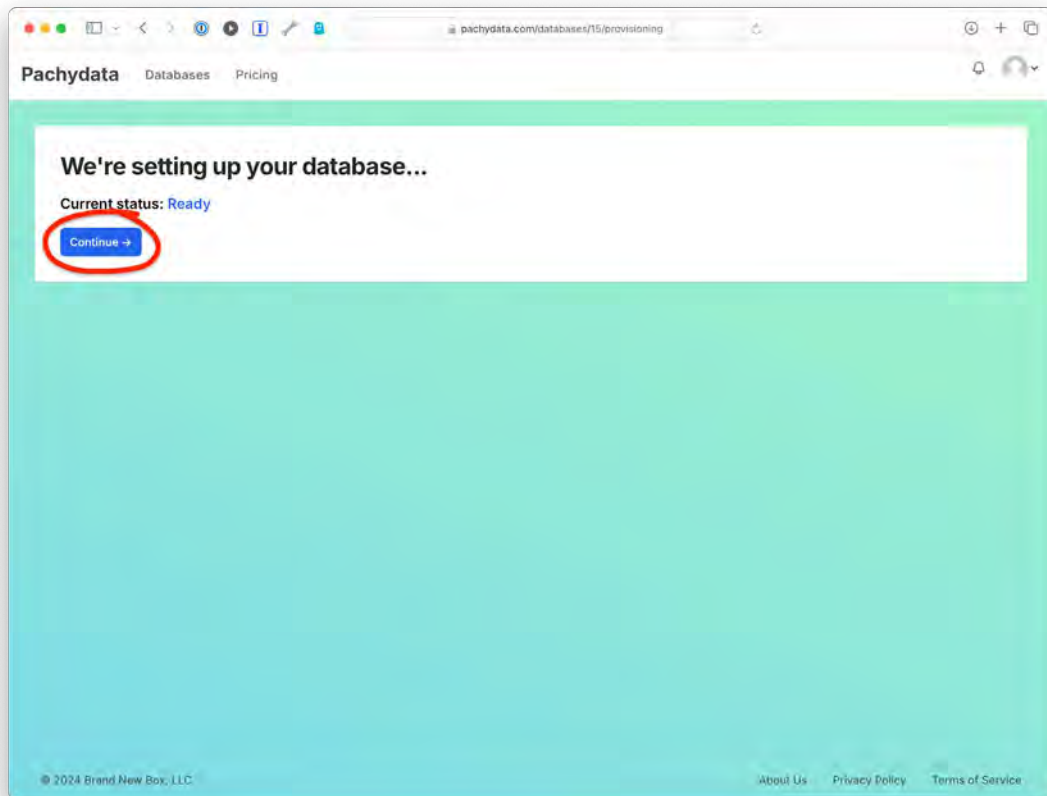 pachydata.com/databases/15/provisioning
Pachydata Databases Pricing
We're setting up your database...
Current status: Ready
Continue →
© 2024 Brand New Box, LLC
About Us Privacy Policy Terms of Service